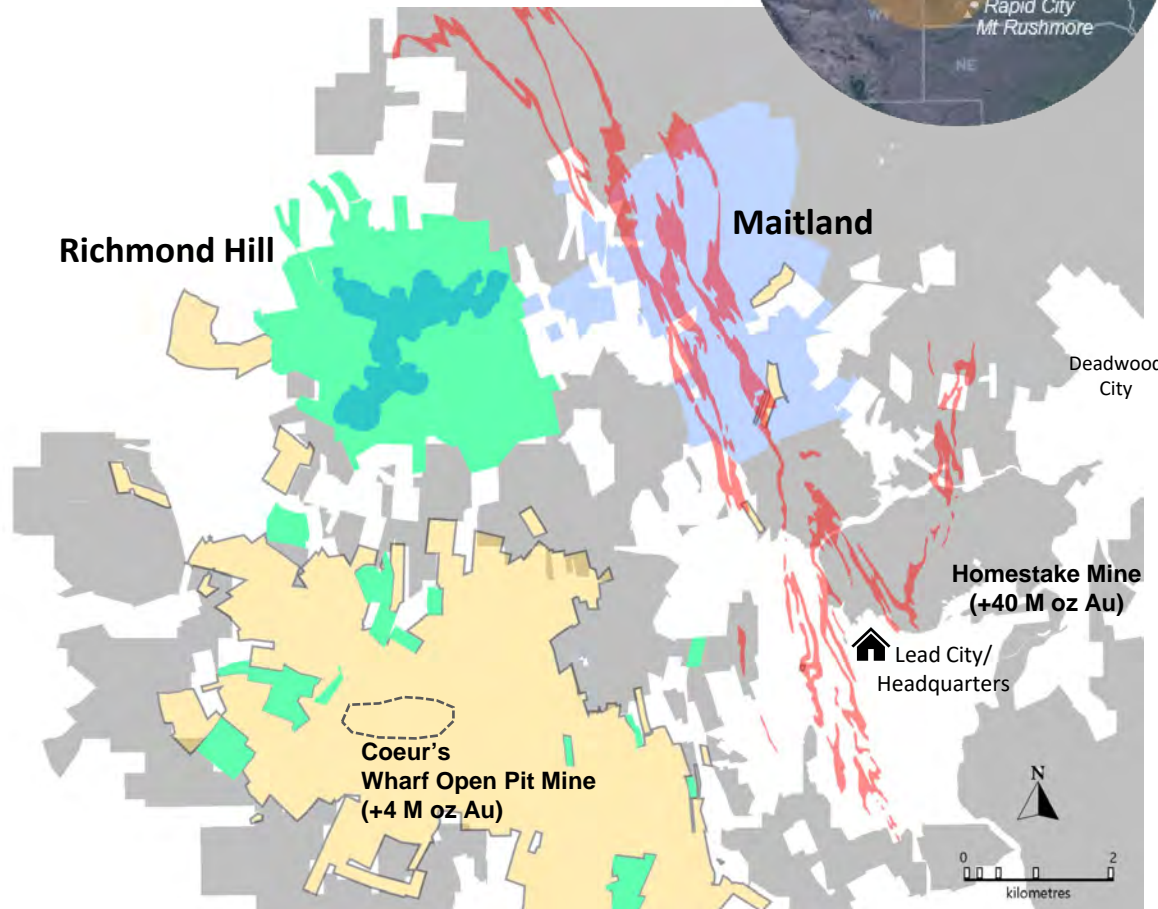 Rapid City
Mt Rushmore
WY
NE
Richmond Hill
Maitland
Deadwood
City
Homestake Mine
(+40 M oz Au)
Lead City/
Headquarters
Coeur's
Wharf Open Pit Mine
(+4 M oz Au)
N
0 2
kilometres